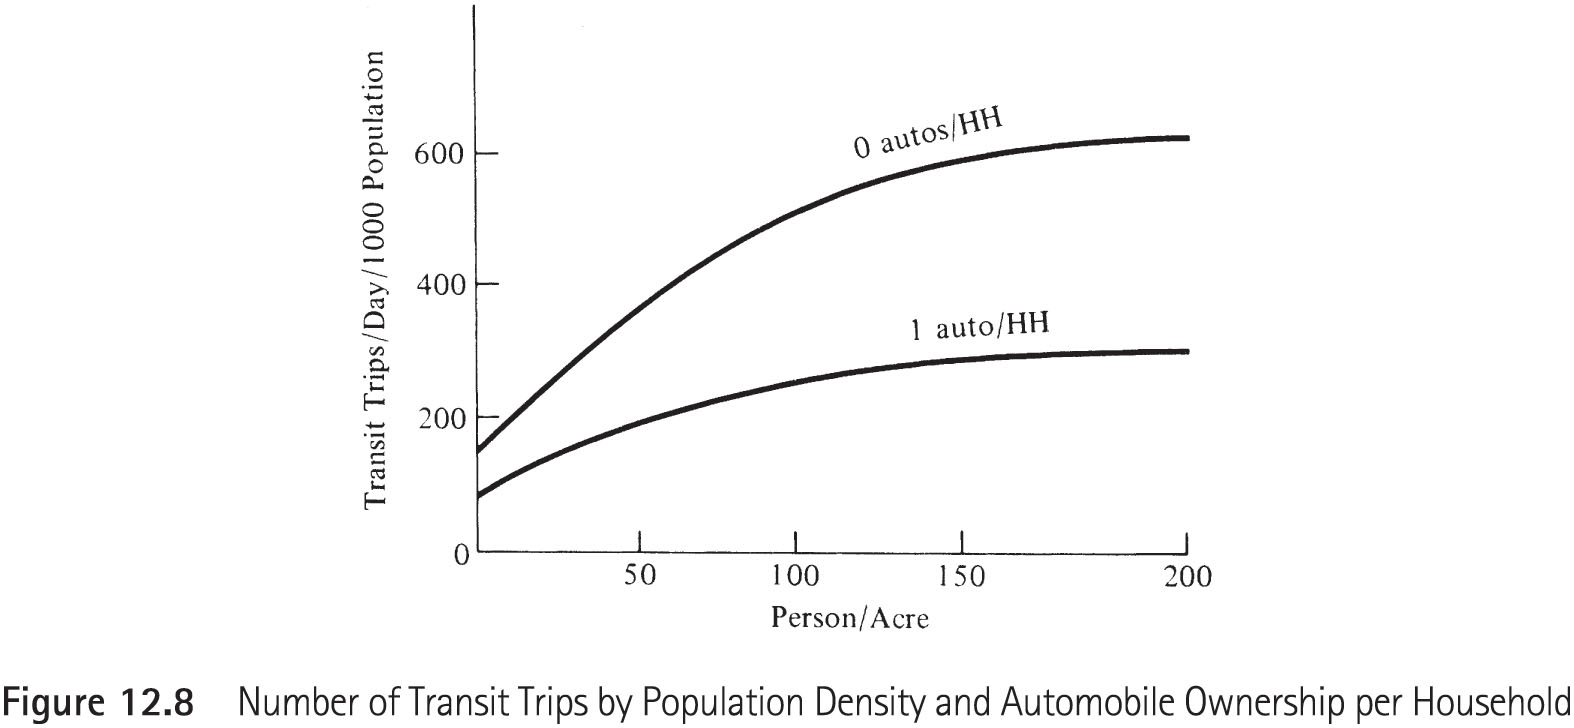 Transit Trips/Day/1000 Population
600
400
200
0
0 autos/HH
1 auto/HH
50 100 150 200
Person/Acre
Figure 12.8 Number of Transit Trips by Population Density and Automobile Ownership per Household